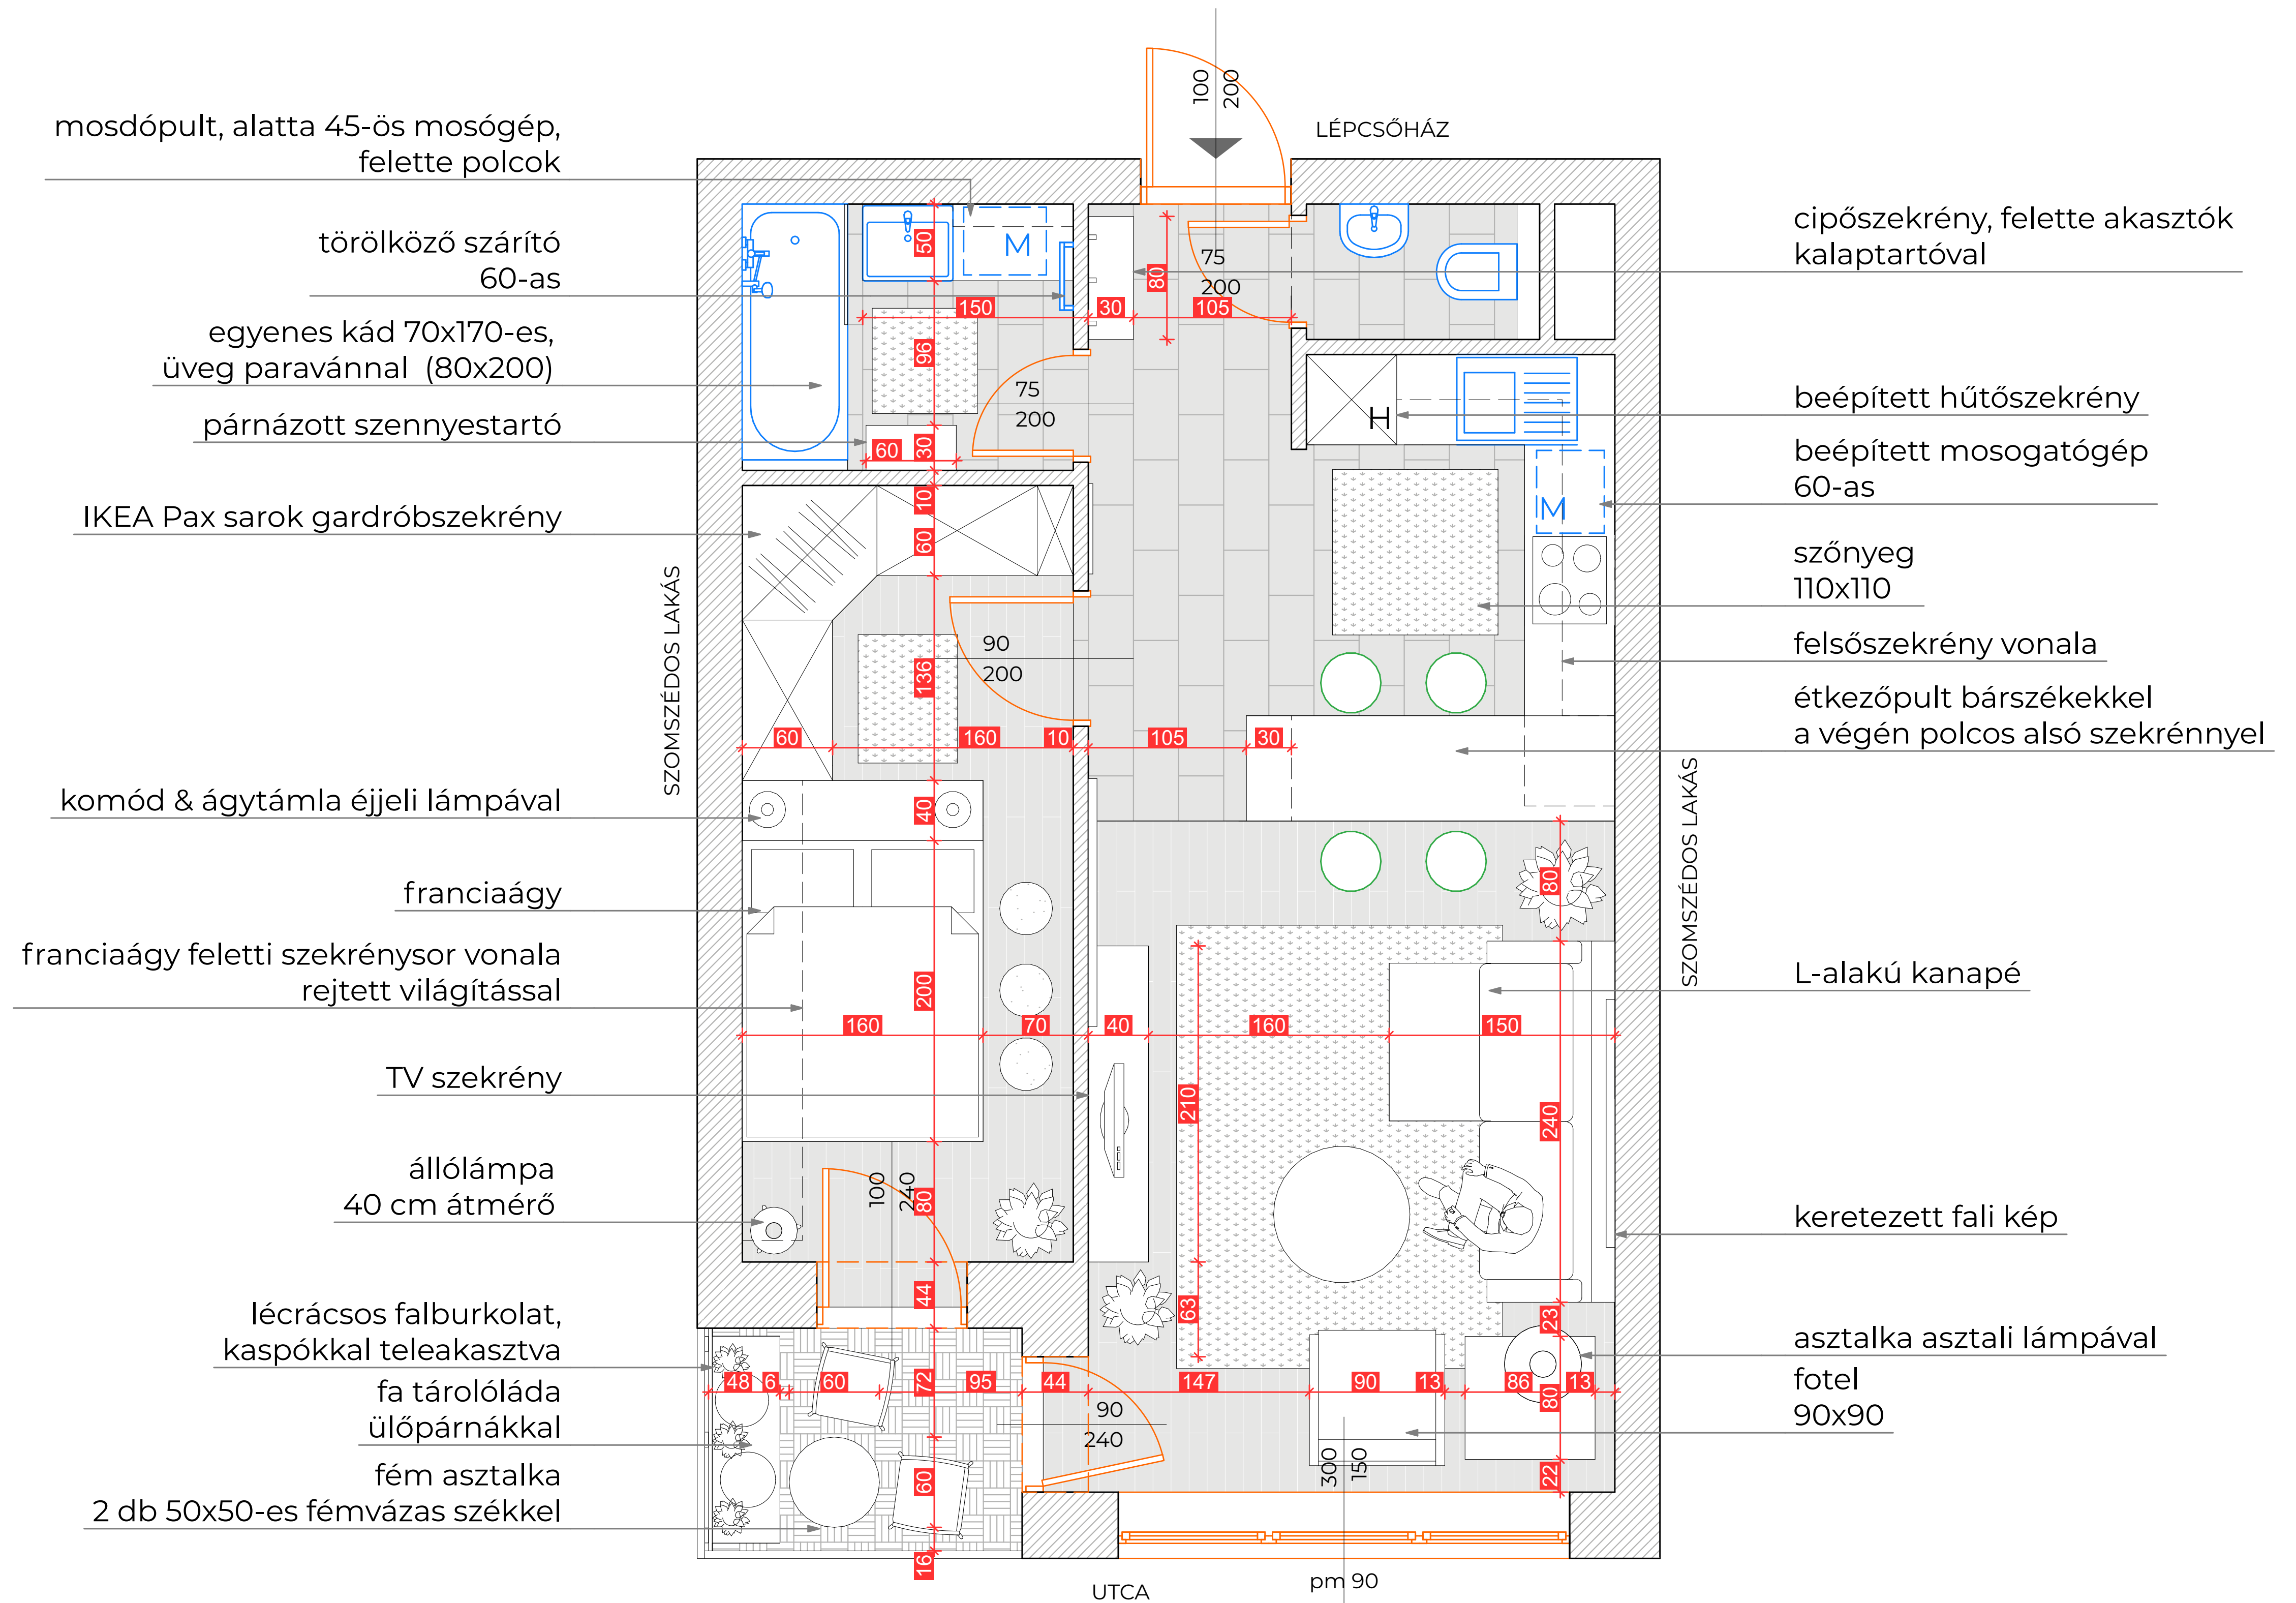 mosdópult, alatta 45-ös mosógép,
felette polcok
törölköző szárító
60-as
egyenes kád 70x170-es,
üveg paravánnal (80x200)
párnázott szennyestartó
IKEA Pax sarok gardróbszekrény
komód & ágytámla éjjeli lámpával
franciaágy
franciaágy feletti szekrénysor vonala
rejtett világítással
TV szekrény
állólámpa
40 cm átmérő
lécrácsos falburkolat,
kaspókkal teleakasztva
fa tárolóláda
ülőpárnákkal
fém asztalka
2 db 50x50-es fémvázas székkel
SZOMSZÉDOS LAKÁS
100
200
LÉPCSŐHÁZ
50
M
150
30
80
105
75
200
96
75
200
60
30
H
M
10
60
136
90
200
60
160
10
105
30
40
80
200
160
70
40
160
150
210
240
100
240
80
44
63
23
48
6
60
72
95
44
147
90
13
86
13
80
90
240
300
150
60
22
16
UTCA
pm 90
SZOMSZÉDOS LAKÁS
cipőszekrény, felette akasztók
kalaptartóval
beépített hűtőszekrény
beépített mosogatógép
60-as
szőnyeg
110x110
felsőszekrény vonala
étkezőpult bárszékekkel
a végén polcos alsó szekrénnyel
L-alakú kanapé
keretezett fali kép
asztalka asztali lámpával
fotel
90x90